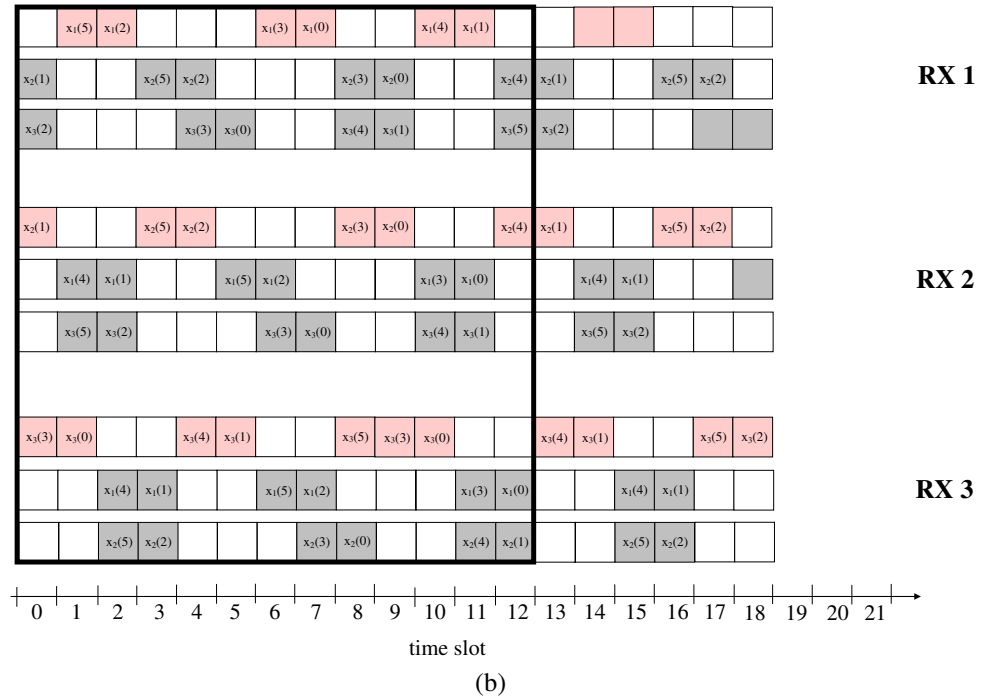 x₁(5) x₁(2) x₁(3) x₁(0) x₁(4) x₁(1)
x₂(1) x₂(5) x₂(2) x₂(3) x₂(0) x₂(4) x₂(1) x₂(5) x₂(2) RX 1
x₃(2) x₃(3) x₃(0) x₃(4) x₃(1) x₃(5) x₃(2)
x₂(1) x₂(5) x₂(2) x₂(3) x₂(0) x₂(4) x₂(1) x₂(5) x₂(2)
x₁(4) x₁(1) x₁(5) x₁(2) x₁(3) x₁(0) x₁(4) x₁(1) RX 2
x₃(5) x₃(2) x₃(3) x₃(0) x₃(4) x₃(1) x₃(5) x₃(2)
x₃(3) x₃(0) x₃(4) x₃(1) x₃(5) x₃(3) x₃(0) x₃(4) x₃(1) x₃(5) x₃(2)
x₁(4) x₁(1) x₁(5) x₁(2) x₁(3) x₁(0) x₁(4) x₁(1) RX 3
x₂(5) x₂(2) x₂(3) x₂(0) x₂(4) x₂(1) x₂(5) x₂(2)
0 1 2 3 4 5 6 7 8 9 10 11 12 13 14 15 16 17 18 19 20 21
time slot
(b)